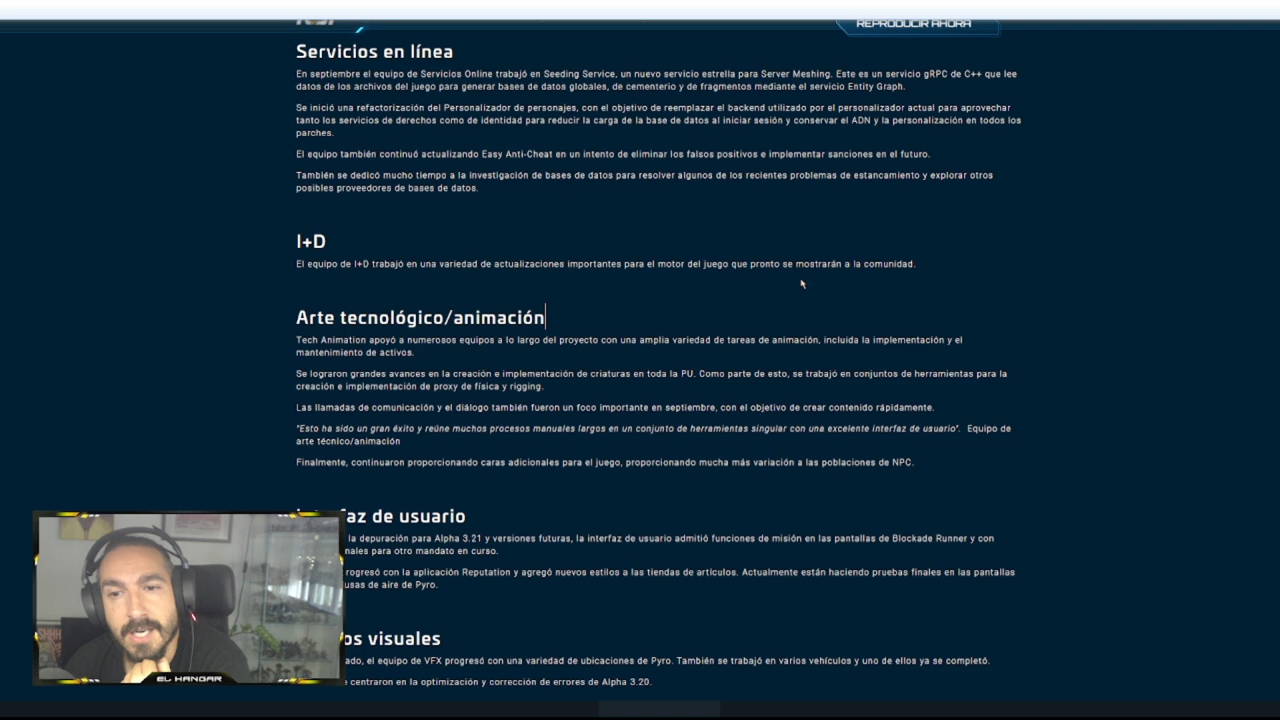 REPRODUCIR AHORA
Servicios en línea
En septiembre el equipo de Servicios Online trabajó en Seeding Service, un nuevo servicio estrella para Server Meshing. Este es un servicio gRPC de C++ que lee
datos de los archivos del juego para generar bases de datos globales, de cementerio y de fragmentos mediante el servicio Entity Graph.
Se inició una refactorización del Personalizador de personajes, con el objetivo de reemplazar el backend utilizado por el personalizador actual para aprovechar
tanto los servicios de derechos como de identidad para reducir la carga de la base de datos al iniciar sesión y conservar el ADN y la personalización en todos los
parches.
El equipo también continuó actualizando Easy Anti-Cheat en un intento de eliminar los falsos positivos e implementar sanciones en el futuro.
También se dedicó mucho tiempo a la investigación de bases de datos para resolver algunos de los recientes problemas de estancamiento y explorar otros
posibles proveedores de bases de datos.
I+D
El equipo de I+D trabajó en una variedad de actualizaciones importantes para el motor del juego que pronto se mostrarán a la comunidad.
Arte tecnológico/animación
Tech Animation apoyó a numerosos equipos a lo largo del proyecto con una amplia variedad de tareas de animación, incluida la implementación y el
mantenimiento de activos.
Se lograron grandes avances en la creación e implementación de criaturas en toda la PU. Como parte de esto, se trabajó en conjuntos de herramientas para la
creación e implementación de proxy de física y rigging.
Las llamadas de comunicación y el diálogo también fueron un foco importante en septiembre, con el objetivo de crear contenido rápidamente.
"Esto ha sido un gran éxito y reúne muchos procesos manuales largos en un conjunto de herramientas singular con una excelente interfaz de usuario". Equipo de
arte técnico/animación
Finalmente, continuaron proporcionando caras adicionales para el juego, proporcionando mucha más variación a las poblaciones de NPC.
faz de usuario
la depuración para Alpha 3.21 y versiones futuras, la interfaz de usuario admitió funciones de misión en las pantallas de Blockade Runner y con
nales para otro mandato en curso.
rogresó con la aplicación Reputation y agregó nuevos estilos a las tiendas de artículos. Actualmente están haciendo pruebas finales en las pantallas
usas de aire de Pyro.
os visuales
ado, el equipo de VFX progresó con una variedad de ubicaciones de Pyro. También se trabajó en varios vehículos y uno de ellos ya se completó.
e centraron en la optimización y corrección de errores de Alpha 3.20.
EL HANGAR